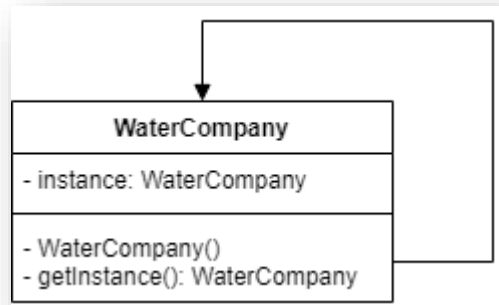 WaterCompany
- instance: WaterCompany
- WaterCompany()
- getInstance(): WaterCompany